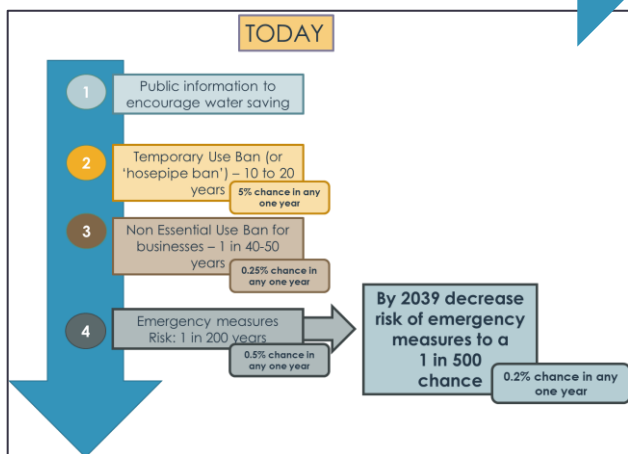 TODAY
1
Public information to
encourage water saving
2
Temporary Use Ban (or
‘hosepipe ban’) – 10 to 20
years
5% chance in any
one year
3
Non Essential Use Ban for
businesses – 1 in 40-50
years
0.25% chance in
any one year
4
Emergency measures
Risk: 1 in 200 years
0.5% chance in any
one year
By 2039 decrease
risk of emergency
measures to a
1 in 500
chance
0.2% chance in any
one year